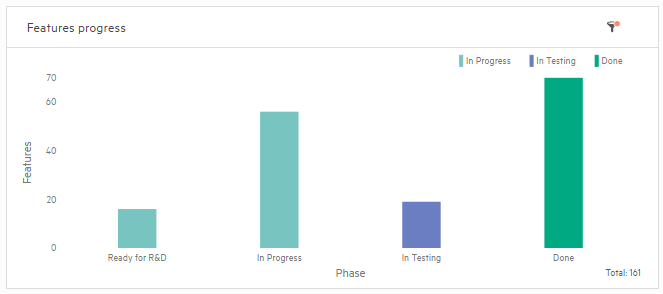 Features progress
In Progress In Testing Done
70
60
40
20
0
Features
Ready for R&D In Progress In Testing Done
Phase
Total: 161